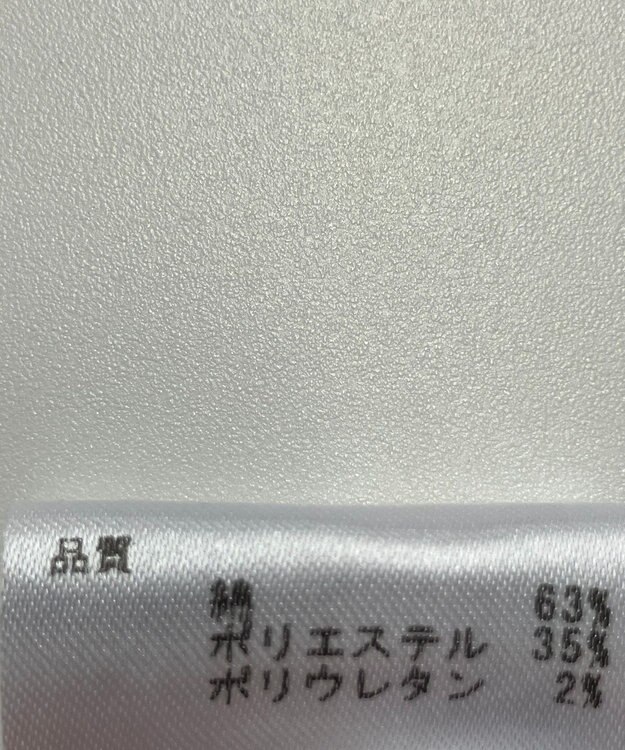 品質
綿 63%
ポリエステル 35%
ポリウレタン 2%